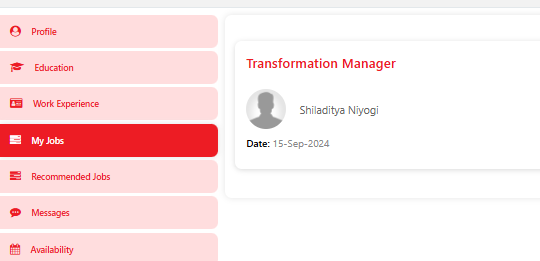 Profile
Education
Work Experience
My Jobs
Recommended Jobs
Messages
Availability
Transformation Manager
Shiladitya Niyogi
Date: 15-Sep-2024